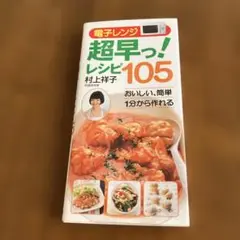 電子レンジ
超早っ!
レシピ105
村上祥子
おいしい、簡単
1分から作れる